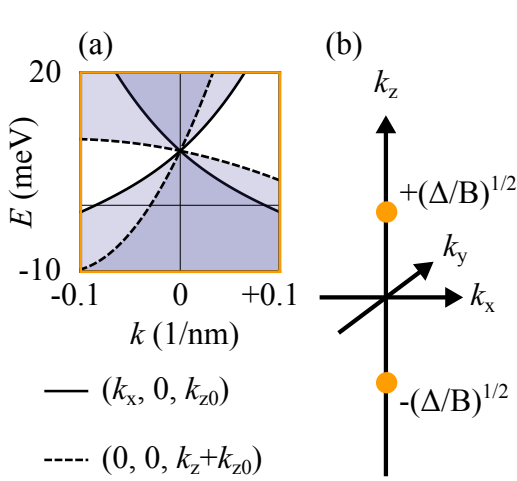 (a)
20
E (meV)
-10
-0.1 0 +0.1
k (1/nm)
(kx, 0, kz0)
(0, 0, kz+kz0)
(b)
kz
+(Δ/B)1/2
ky
kx
-(Δ/B)1/2